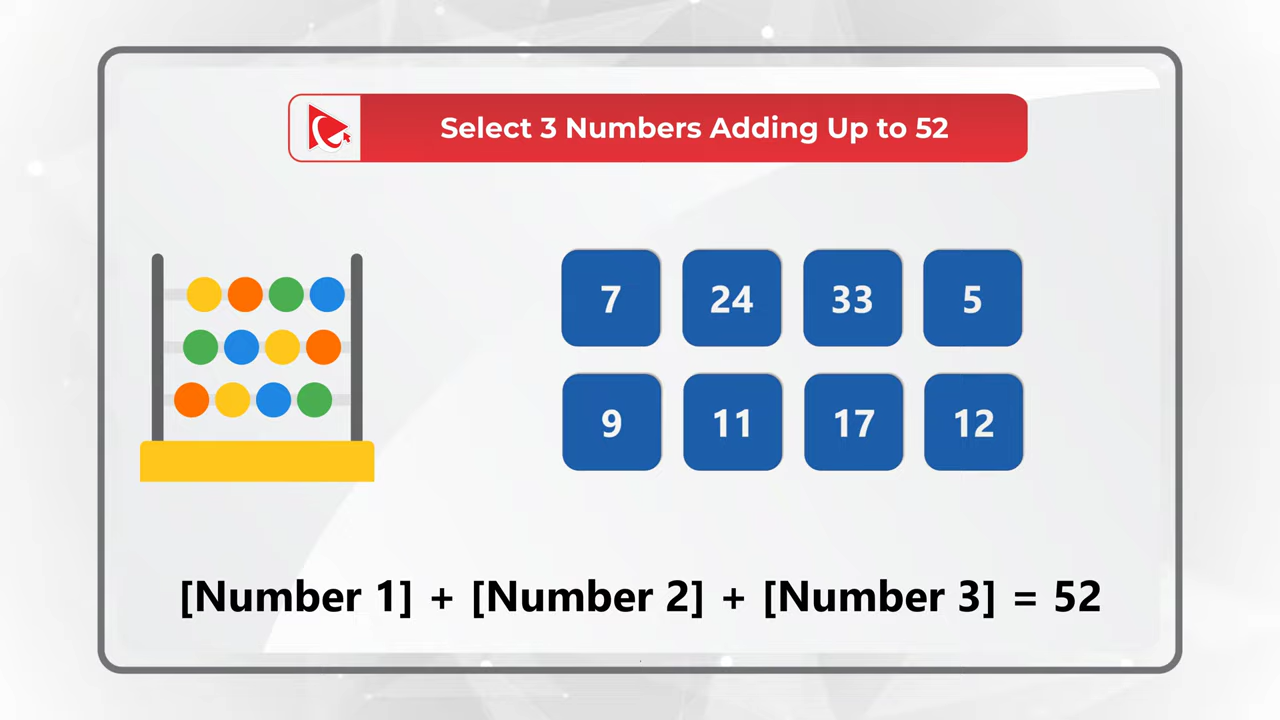 Select 3 Numbers Adding Up to 52
7 24 33 5
9 11 17 12
[Number 1] + [Number 2] + [Number 3] = 52